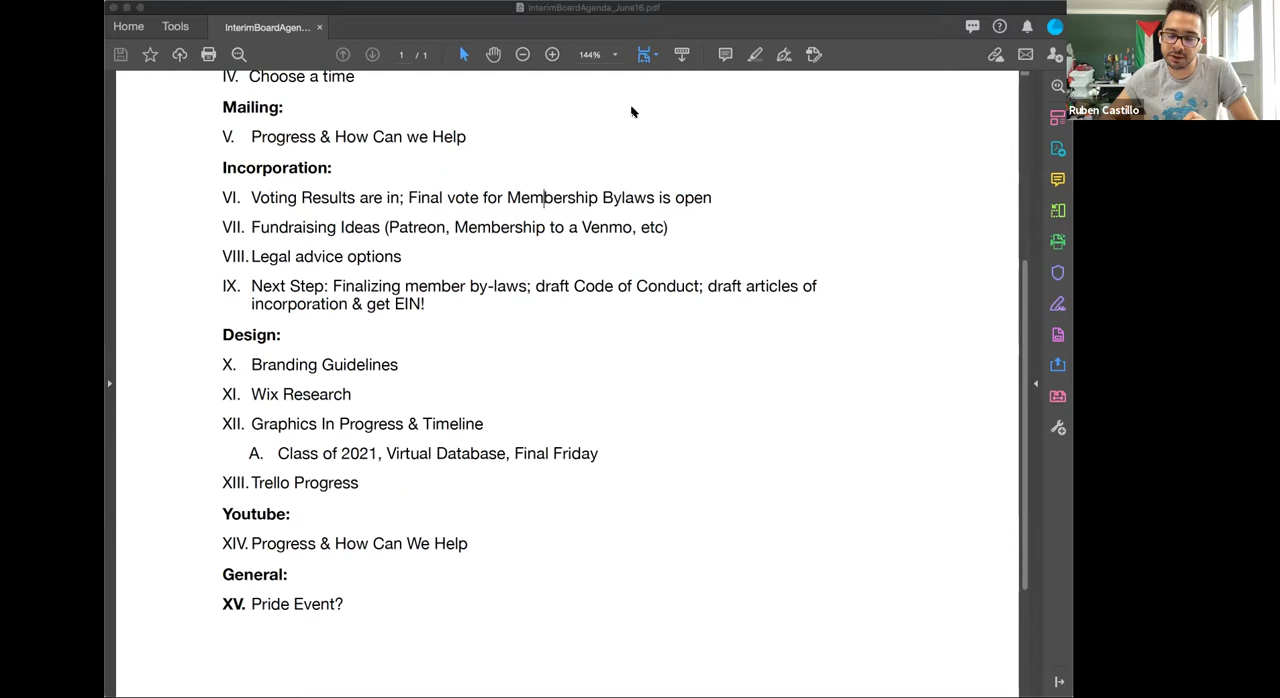 InterimBoardAgenda_June16.pdf
Home Tools InterimBoardAgen... ×
1 / 1 144%
Ruben Castillo
IV. Choose a time
Mailing:
V. Progress & How Can we Help
Incorporation:
VI. Voting Results are in; Final vote for Membership Bylaws is open
VII. Fundraising Ideas (Patreon, Membership to a Venmo, etc)
VIII. Legal advice options
IX. Next Step: Finalizing member by-laws; draft Code of Conduct; draft articles of
incorporation & get EIN!
Design:
X. Branding Guidelines
XI. Wix Research
XII. Graphics In Progress & Timeline
A. Class of 2021, Virtual Database, Final Friday
XIII. Trello Progress
Youtube:
XIV. Progress & How Can We Help
General:
XV. Pride Event?